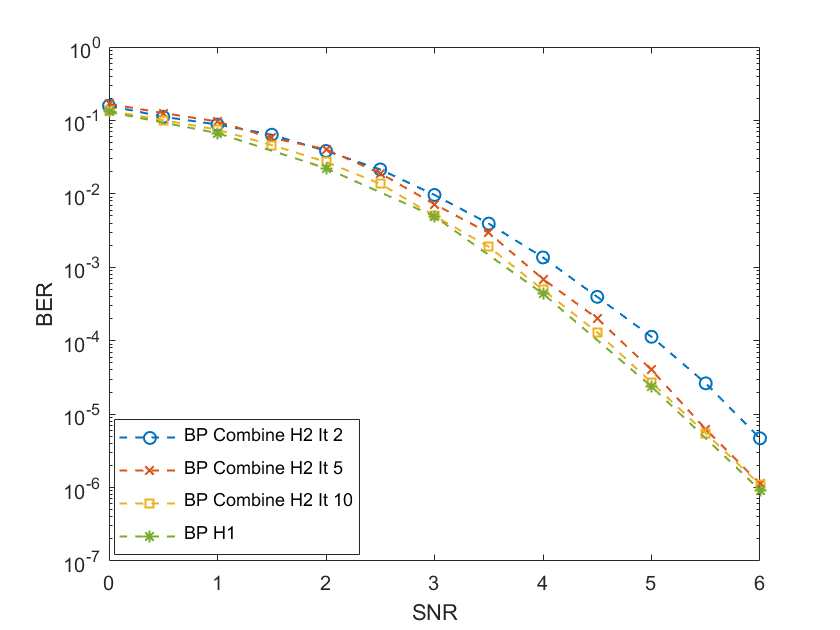 10^0
10^-1
10^-2
10^-3
10^-4
10^-5
10^-6
10^-7
BER
BP Combine H2 It 2
BP Combine H2 It 5
BP Combine H2 It 10
BP H1
0 1 2 3 4 5 6
SNR